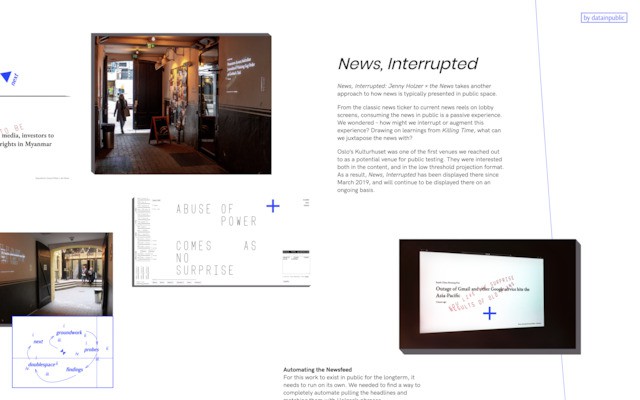 by datainpublic
next
News, Interrupted
News, Interrupted: Jenny Holzer + the News takes another
approach to how news is typically presented in public space.
From the classic news ticker to current news reels on lobby
screens, consuming the news in public is a passive experience.
We wondered - how might we interrupt or augment this
experience? Drawing on learnings from Killing Time, what can
we juxtapose the news with?
Oslo's Kulturhuset was one of the first venues we reached out
to as a potential venue for public testing. They were interested
both in the content, and in the low threshold projection format.
As a result, News, Interrupted has been displayed there since
March 2019, and will continue to be displayed there on an
ongoing basis.
TO BE
media, investors to
rights in Myanmar
ABUSE OF
POWER
COMES AS
NO
SURPRISE
Outage of Gmail and other Google service hits the
Asia Pacific
SURPRISE
RESULTS OF OLD
groundwork
next
probes
doublespace
findings
Automating the Newsfeed
For this work to exist in public for the longterm, it
needs to run on its own. We needed to find a way to
completely automate pulling the headlines and